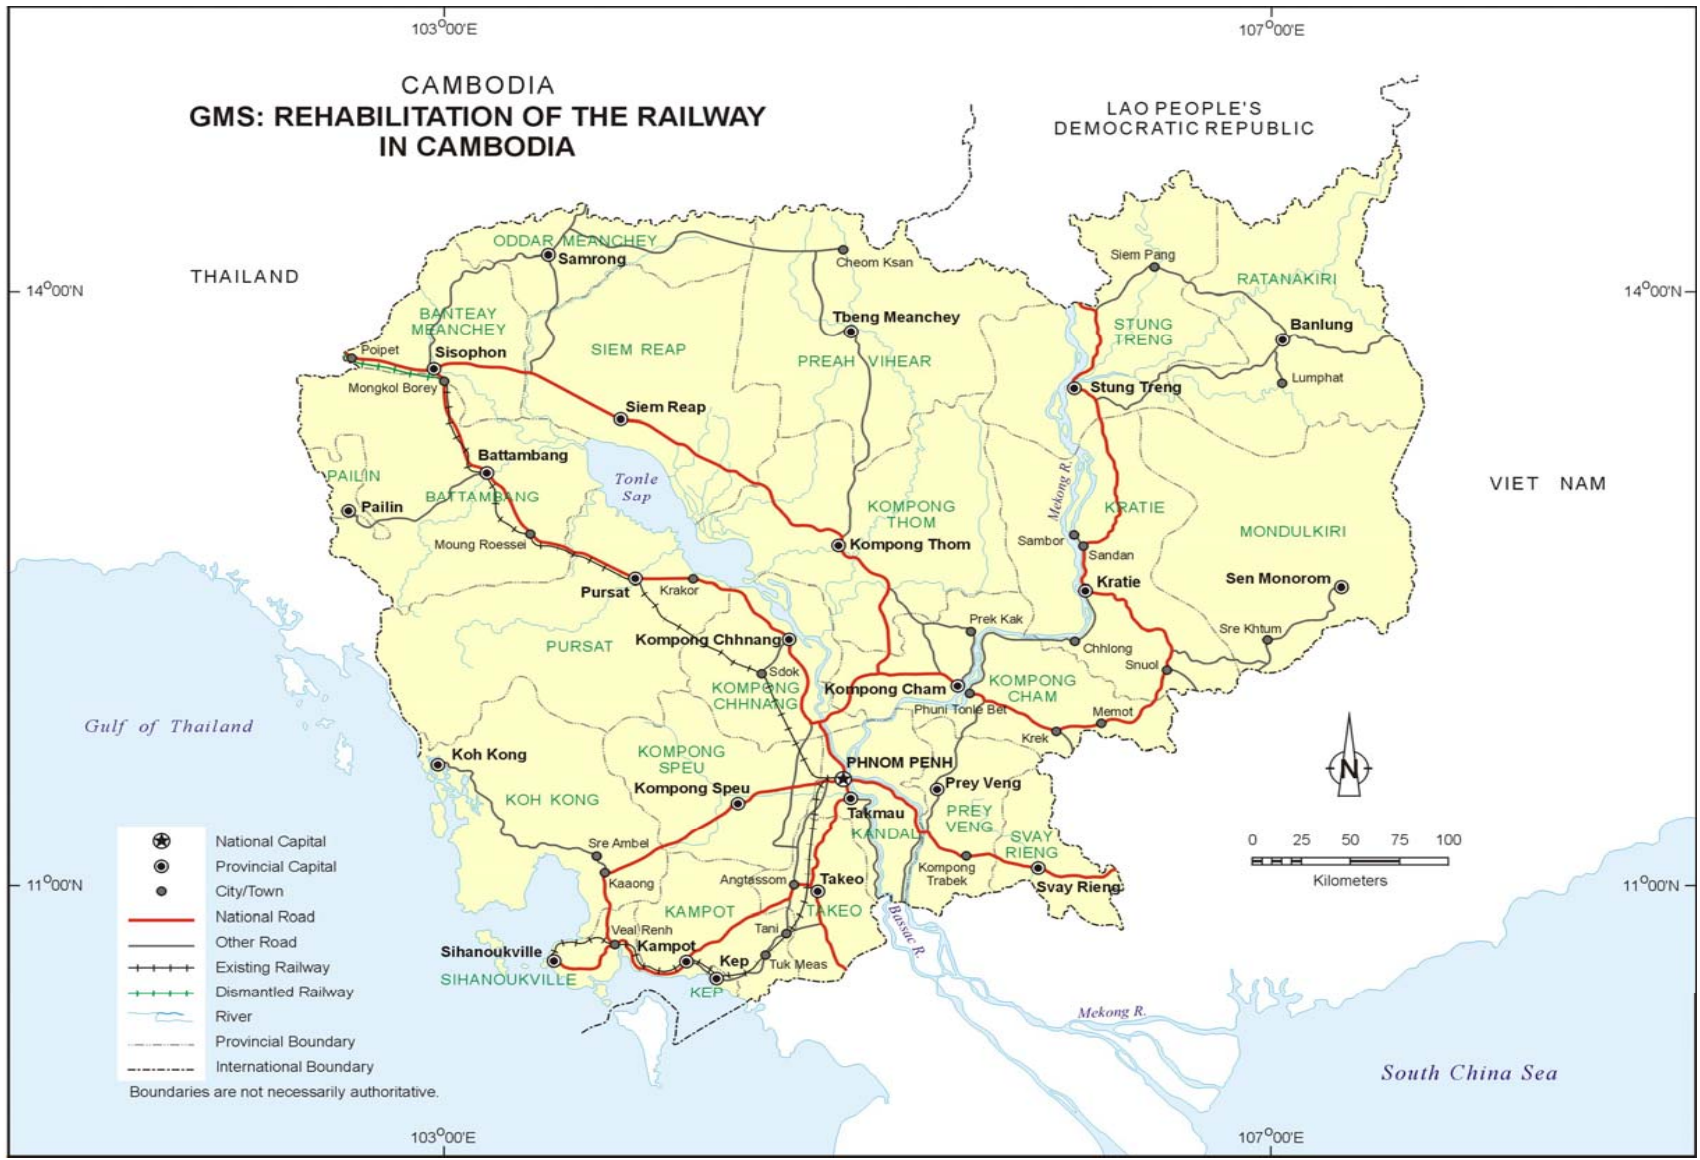 103°00'E
107°00'E
CAMBODIA
GMS: REHABILITATION OF THE RAILWAY
IN CAMBODIA
LAO PEOPLE'S
DEMOCRATIC REPUBLIC
THAILAND
14°00'N
14°00'N
ODDAR MEANCHEY
Samrong
Cheom Ksan
Siem Pang
RATANAKIRI
BANTEAY
MEANCHEY
Tbeng Meanchey
STUNG
TRENG
Banlung
Poipet
Sisophon
SIEM REAP
PREAH VIHEAR
Mongkol Borey
Stung Treng
Lumphat
Siem Reap
Battambang
PAILIN
BATTAMBANG
Tonle
Sap
Mekong R.
VIET NAM
Pailin
KOMPONG
THOM
KRATIE
MONDULKIRI
Moung Roessei
Kompong Thom
Sambor
Sandan
Pursat
Krakor
Kratie
Sen Monorom
Prek Kak
Sre Khtum
PURSAT
Kompong Chhnang
Chhlong
Snuol
Sdok
KOMPONG
CHHNANG
Kompong Cham
KOMPONG
CHAM
Phuni Tonle Bet
Memot
Krek
Gulf of Thailand
Koh Kong
KOMPONG
SPEU
PHNOM PENH
N
Kompong Speu
Prey Veng
KOH KONG
Takmau
KANDAL
PREY
VENG
SVAY
RIENG
0 25 50 75 100
Kilometers
Sre Ambel
Kaaong
Angtassom
Takeo
Kompong
Trabek
Svay Rieng
11°00'N
11°00'N
KAMPOT
TAKEO
Bassac R.
Veal Renh
Tani
Sihanoukville
Kampot
Kep
Tuk Meas
SIHANOUKVILLE
KEP
Mekong R.
South China Sea
National Capital
Provincial Capital
City/Town
National Road
Other Road
Existing Railway
Dismantled Railway
River
Provincial Boundary
International Boundary
Boundaries are not necessarily authoritative.
103°00'E
107°00'E